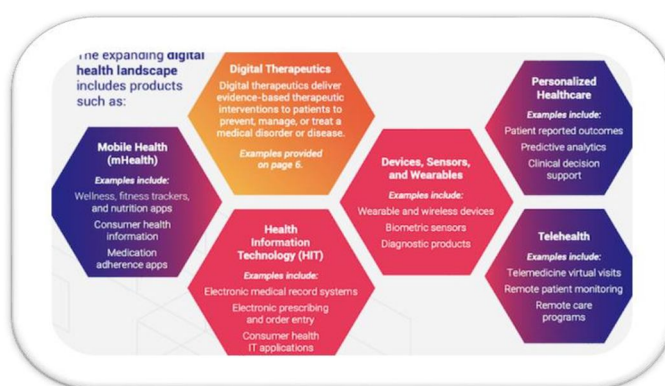 The expanding digital
health landscape
includes products
such as:
Mobile Health
(mHealth)
Examples include:
Wellness, fitness trackers,
and nutrition apps
Consumer health
information
Medication
adherence apps
Digital Therapeutics
Digital therapeutics deliver
evidence-based therapeutic
interventions to patients to
prevent, manage, or treat a
medical disorder or disease.
Examples provided
on page 6.
Health
Information
Technology (HIT)
Examples include:
Electronic medical record systems
Electronic prescribing
and order entry
Consumer health
IT applications
Devices, Sensors,
and Wearables
Examples include:
Wearable and wireless devices
Biometric sensors
Diagnostic products
Personalized
Healthcare
Examples include:
Patient reported outcomes
Predictive analytics
Clinical decision
support
Telehealth
Examples include:
Telemedicine virtual visits
Remote patient monitoring
Remote care
programs